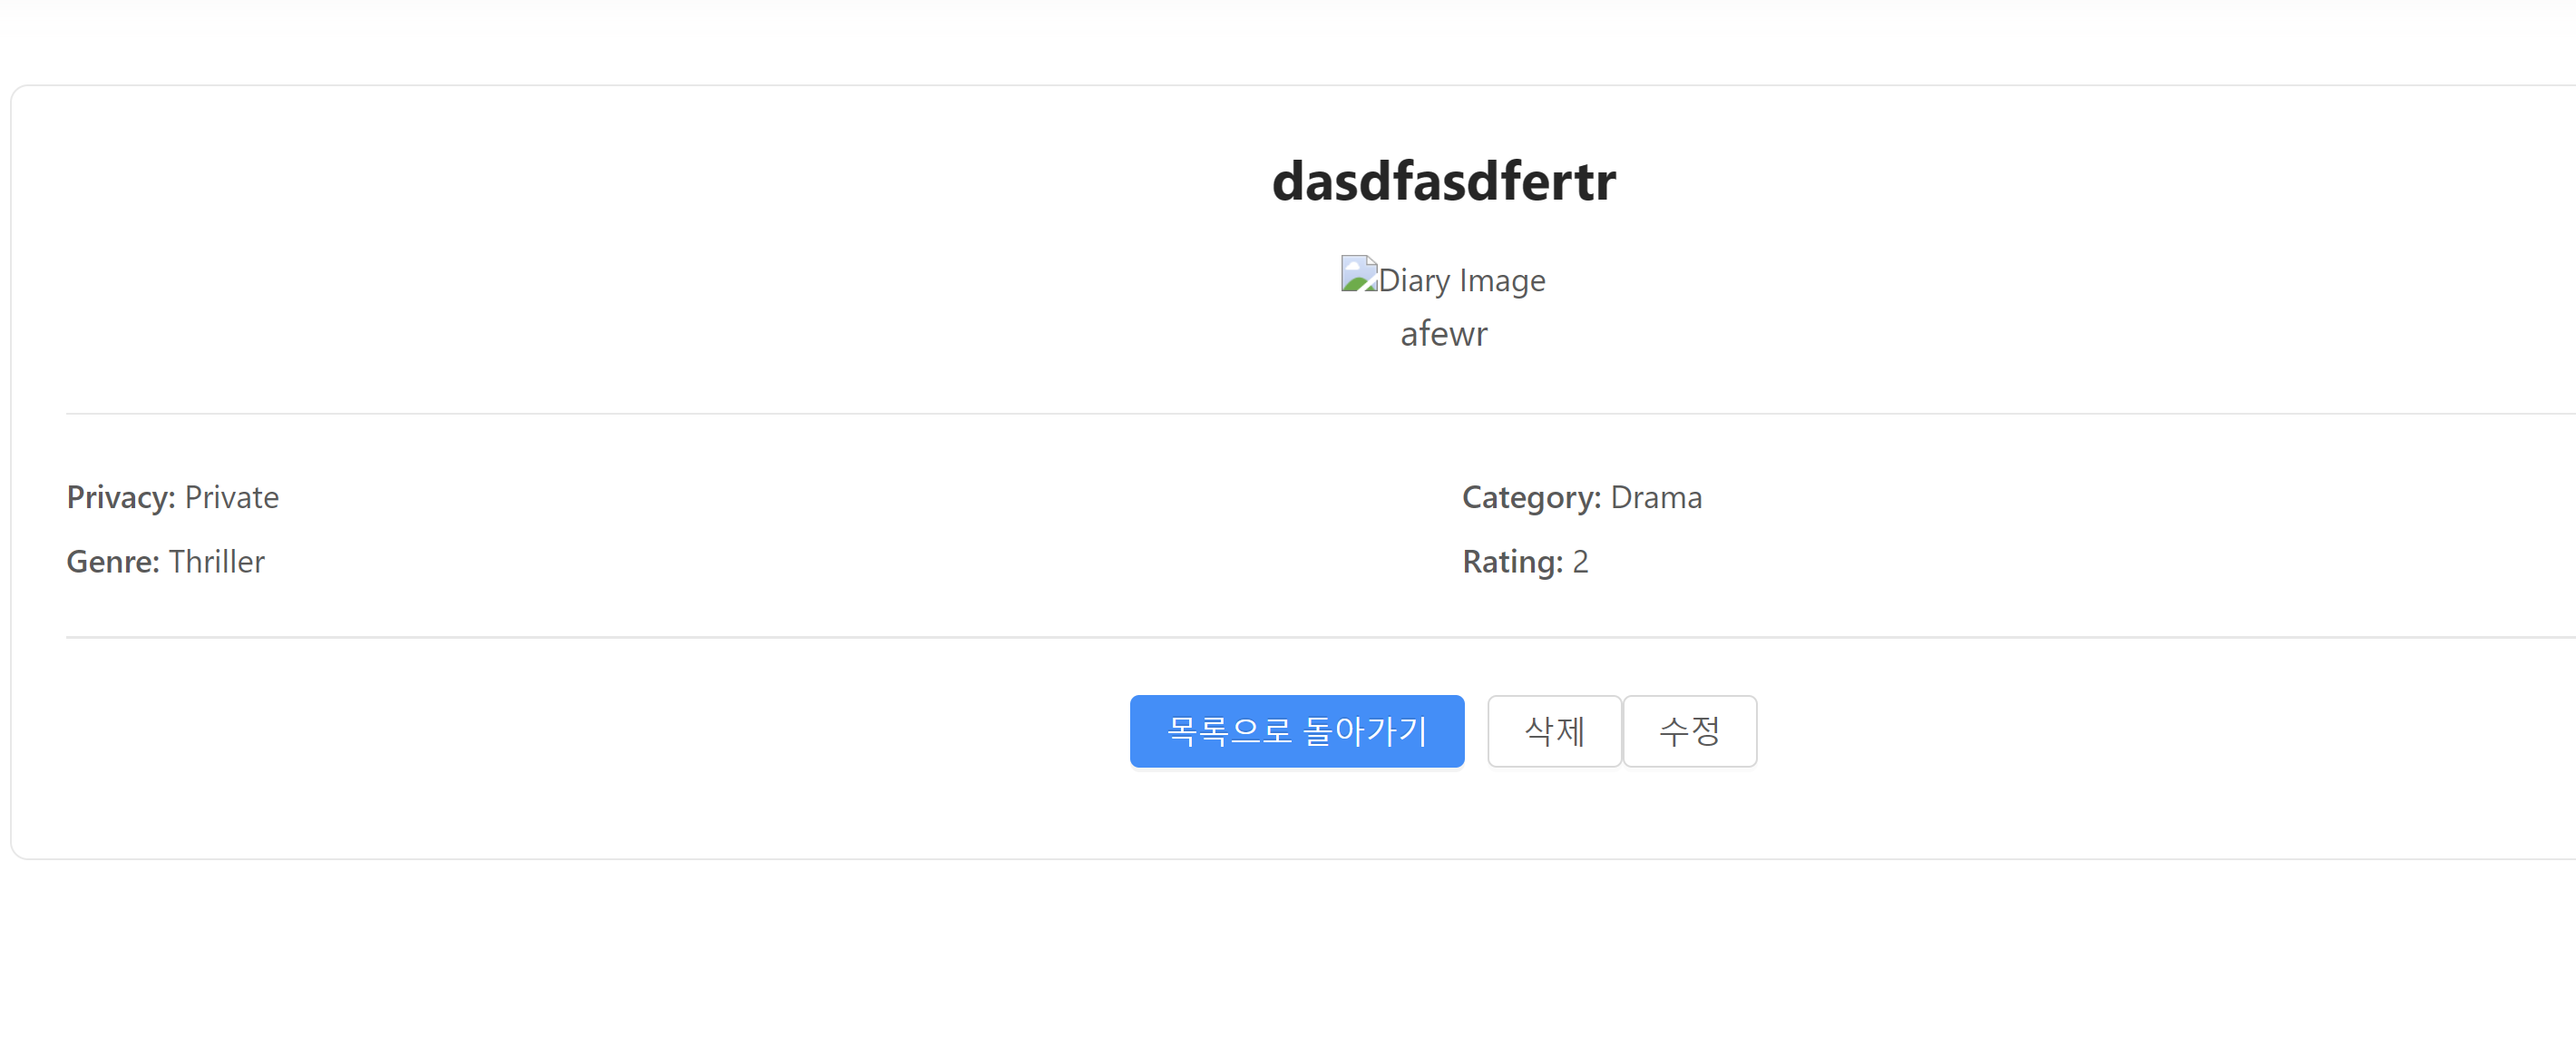 dasdfasdfertr
Diary Image
afewr
Privacy: Private
Category: Drama
Genre: Thriller
Rating: 2
목록으로 돌아가기
삭제
수정